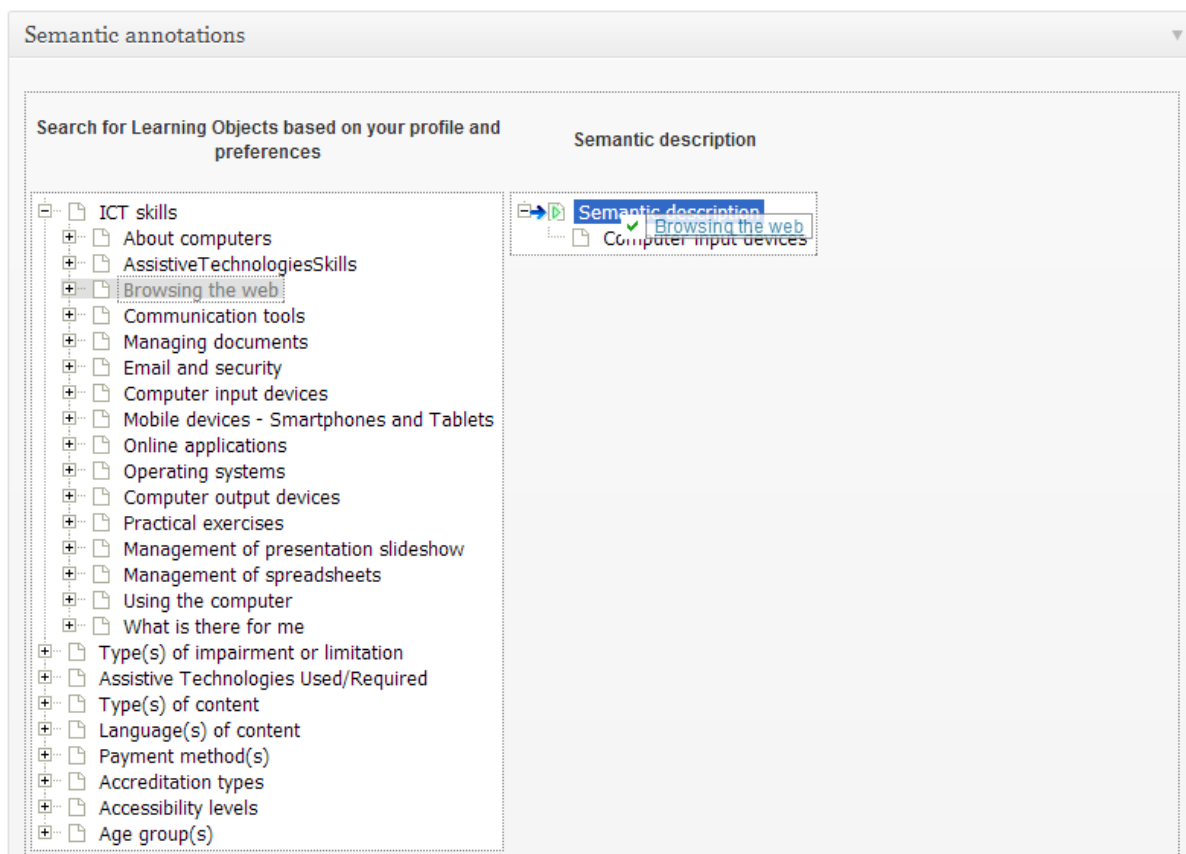 Semantic annotations
Search for Learning Objects based on your profile and
preferences
Semantic description
ICT skills
About computers
AssistiveTechnologiesSkills
Browsing the web
Communication tools
Managing documents
Email and security
Computer input devices
Mobile devices - Smartphones and Tablets
Online applications
Operating systems
Computer output devices
Practical exercises
Management of presentation slideshow
Management of spreadsheets
Using the computer
What is there for me
Type(s) of impairment or limitation
Assistive Technologies Used/Required
Type(s) of content
Language(s) of content
Payment method(s)
Accreditation types
Accessibility levels
Age group(s)
Semantic description
Browsing the web
Computer input devices